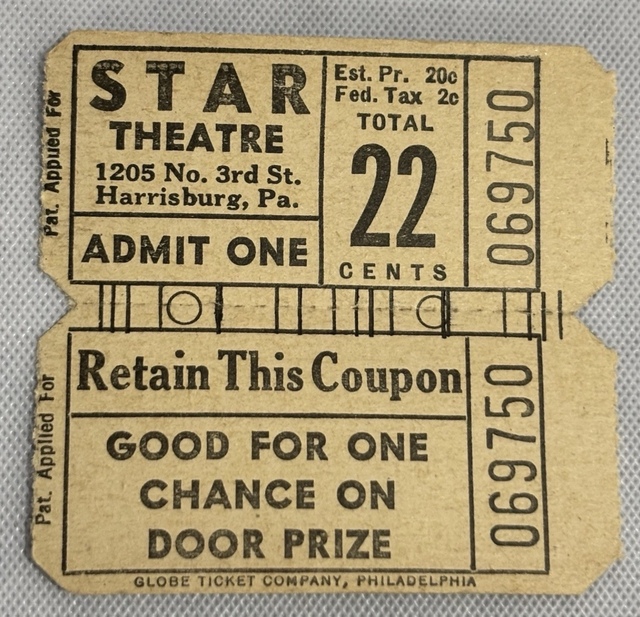 STAR
THEATRE
1205 No. 3rd St.
Harrisburg, Pa.
ADMIT ONE
Est. Pr. 20c
Fed. Tax 2c
TOTAL
22
CENTS
069750
Pat. Applied For
Retain This Coupon
GOOD FOR ONE
CHANCE ON
DOOR PRIZE
069750
Pat. Applied For
GLOBE TICKET COMPANY, PHILADELPHIA